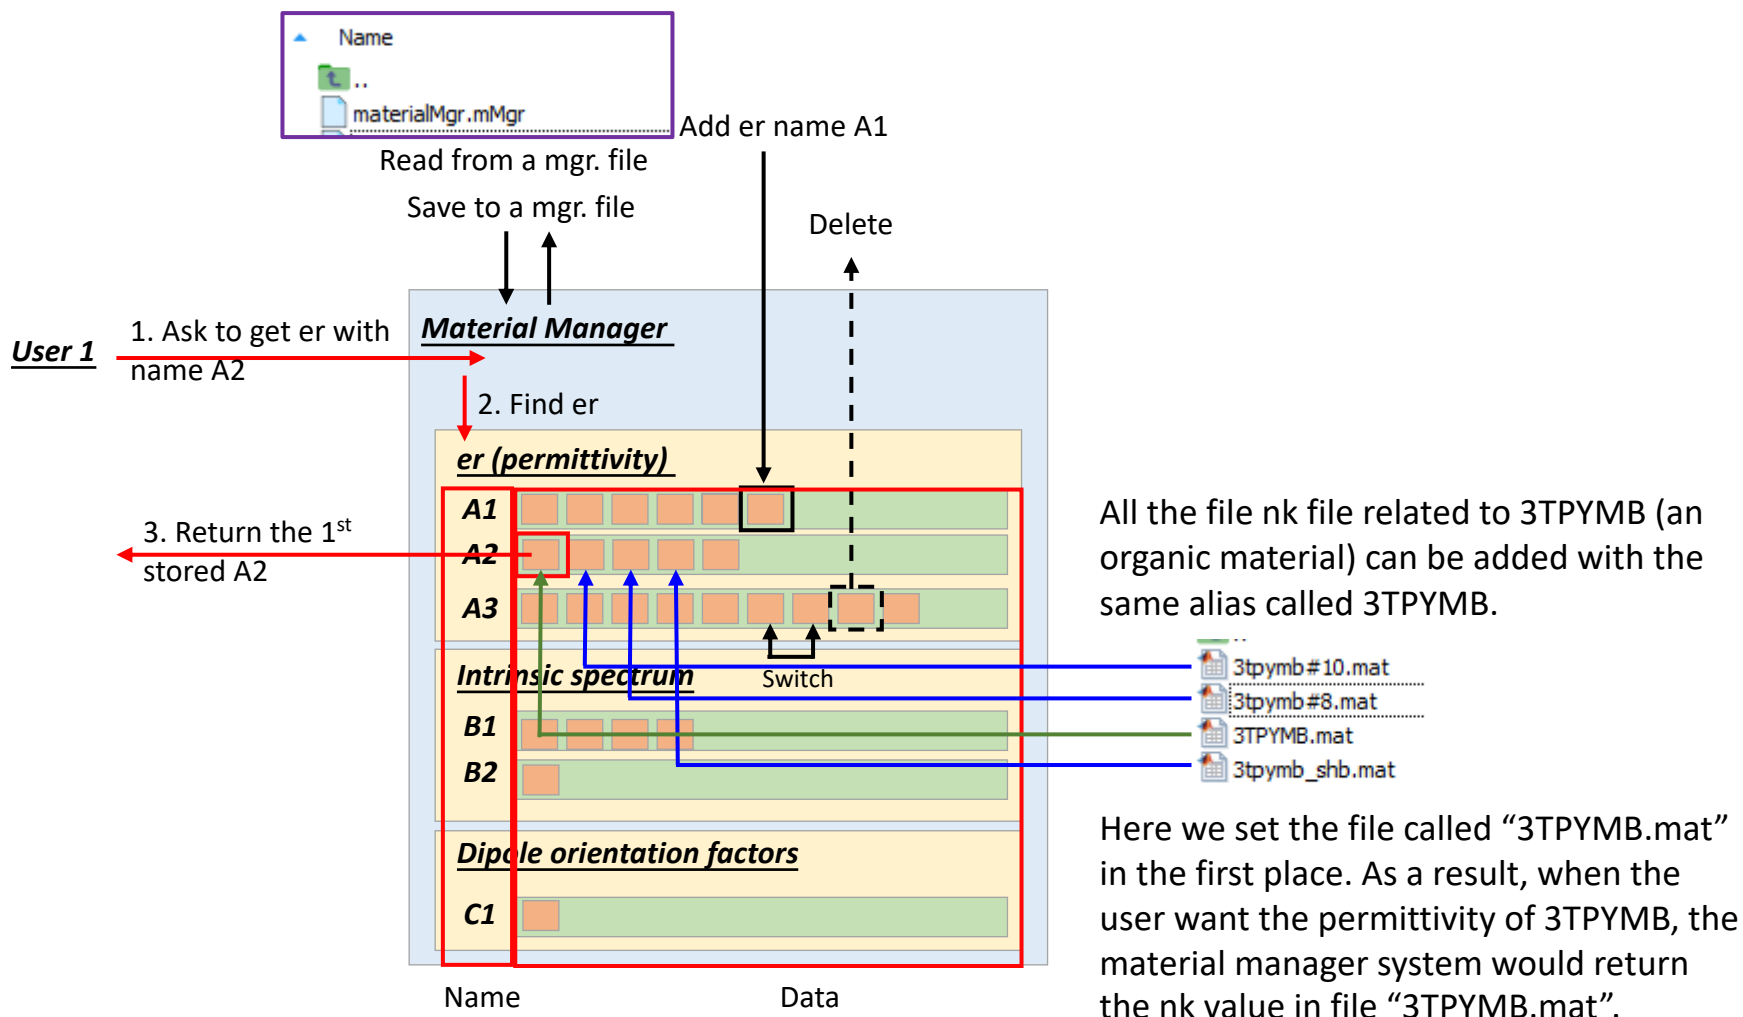 Name
..
materialMgr.mMgr
Add er name A1
Read from a mgr. file
Save to a mgr. file
Delete
User 1
1. Ask to get er with
name A2
Material Manager
2. Find er
er (permittivity)
A1
3. Return the 1st
stored A2
A2
A3
Switch
Intrinsic spectrum
B1
B2
Dipole orientation factors
C1
Name
Data
All the file nk file related to 3TPYMB (an
organic material) can be added with the
same alias called 3TPYMB.
..
3tpymb#10.mat
3tpymb#8.mat
3TPYMB.mat
3tpymb_shb.mat
Here we set the file called “3TPYMB.mat”
in the first place. As a result, when the
user want the permittivity of 3TPYMB, the
material manager system would return
the nk value in file “3TPYMB.mat”.